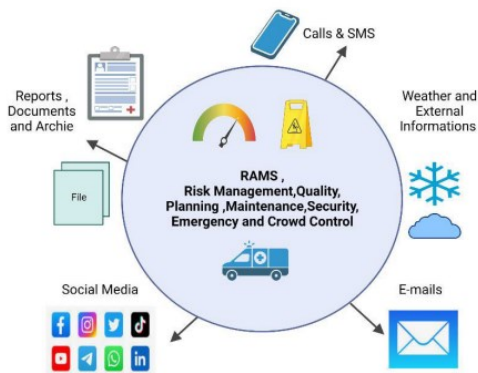 Calls & SMS
Reports ,
Documents
and Archie
Weather and
External
Informations
File
RAMS ,
Risk Management,Quality,
Planning ,Maintenance,Security,
Emergency and Crowd Control
Social Media
E-mails